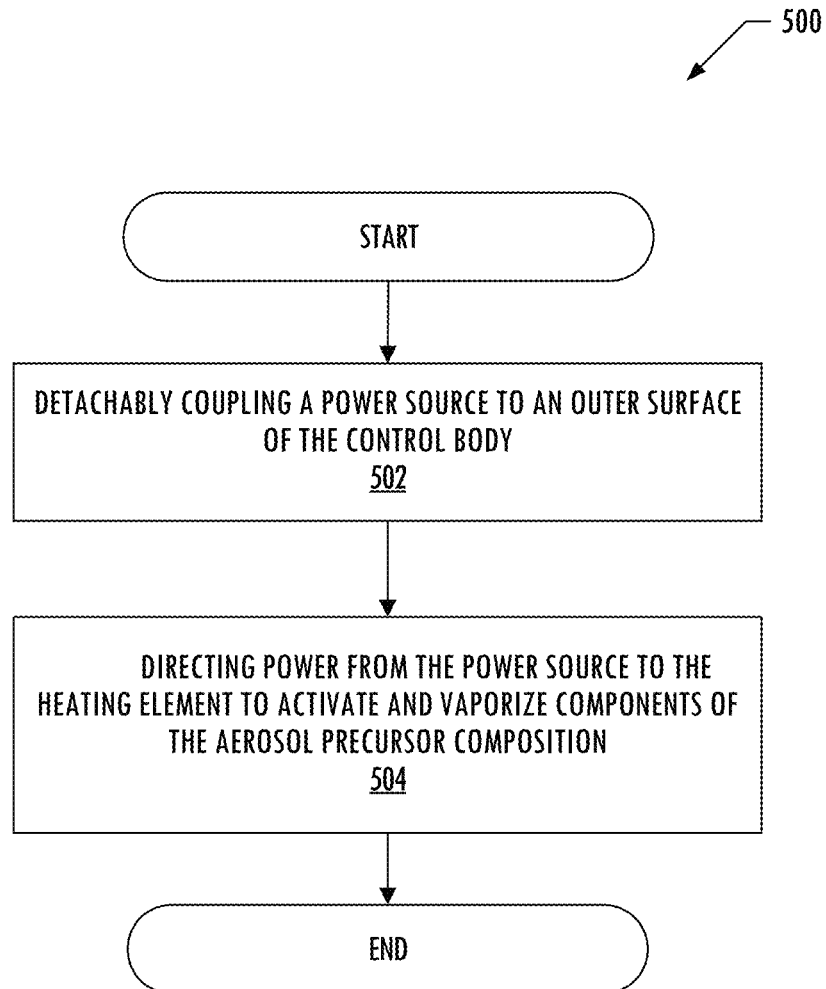 500
START
DETACHABLY COUPLING A POWER SOURCE TO AN OUTER SURFACE
OF THE CONTROL BODY
502
DIRECTING POWER FROM THE POWER SOURCE TO THE
HEATING ELEMENT TO ACTIVATE AND VAPORIZE COMPONENTS OF
THE AEROSOL PRECURSOR COMPOSITION
504
END